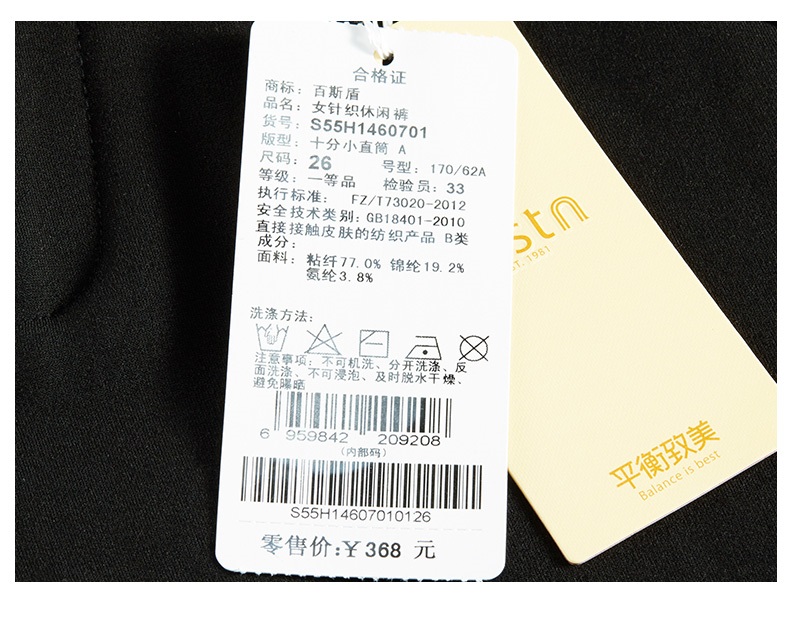 合格证
商标：百斯盾
品名：女针织休闲裤
货号：S55H1460701
版型：十分小直筒 A
尺码：26 号型：170/62A
等级：一等品 检验员：33
执行标准： FZ/T73020-2012
安全技术类别：GB18401-2010
直接接触皮肤的纺织产品 B类
成分：
面料：粘纤77.0% 锦纶19.2%
氨纶3.8%
洗涤方法：
注意事项：不可机洗、分开洗涤、反
面洗涤、不可浸泡、及时脱水干燥、
避免曝晒
6 959842 209208
(内部码)
S55H14607010126
零售价：¥368 元
stn
EST. 1981
平衡致美
Balance is best